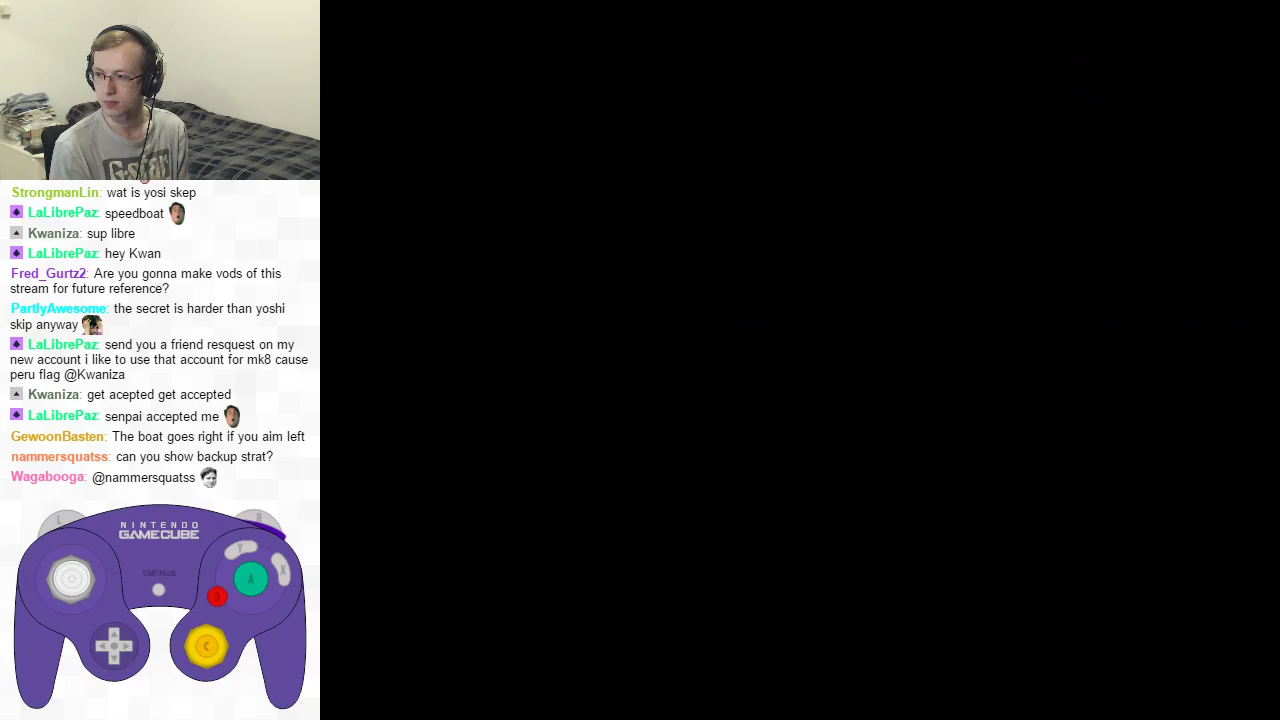 G-STAR
StrongmanLin: wat is yosi skep
LaLibrePaz: speedboat
Kwaniza: sup libre
LaLibrePaz: hey Kwan
Fred_Gurtz2: Are you gonna make vods of this
stream for future reference?
PartlyAwesome: the secret is harder than yoshi
skip anyway
LaLibrePaz: send you a friend resquest on my
new account i like to use that account for mk8 cause
peru flag @Kwaniza
Kwaniza: get acepted get accepted
LaLibrePaz: senpai accepted me
GewoonBasten: The boat goes right if you aim left
nammersquatss: can you show backup strat?
Wagabooga: @nammersquatss
L
R
NINTENDO
GAMECUBE
Y
X
START/PAUSE
A
B
C